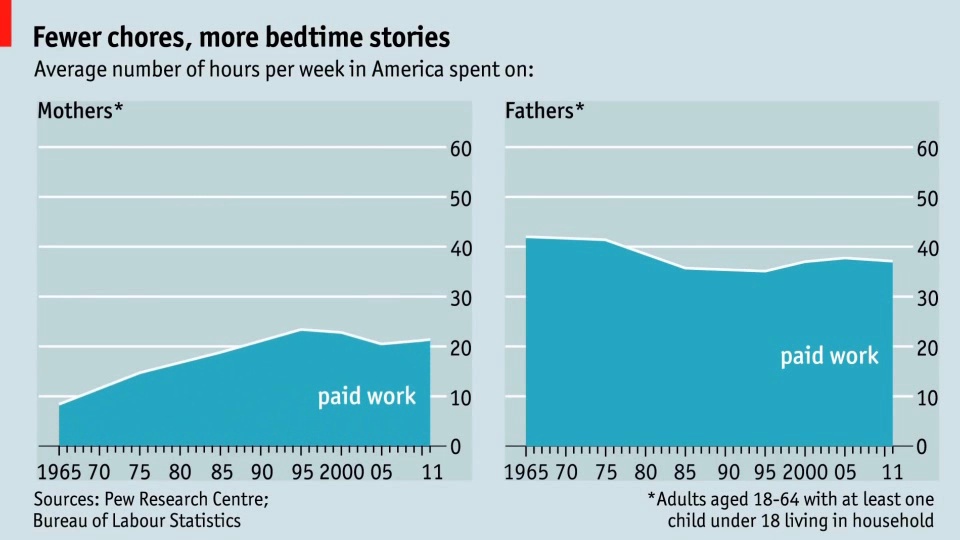 Fewer chores, more bedtime stories
Average number of hours per week in America spent on:
Mothers*
60
50
40
30
20
10
0
paid work
1965 70 75 80 85 90 95 2000 05 11
Fathers*
60
50
40
30
20
10
0
paid work
1965 70 75 80 85 90 95 2000 05 11
Sources: Pew Research Centre;
Bureau of Labour Statistics
*Adults aged 18-64 with at least one
child under 18 living in household